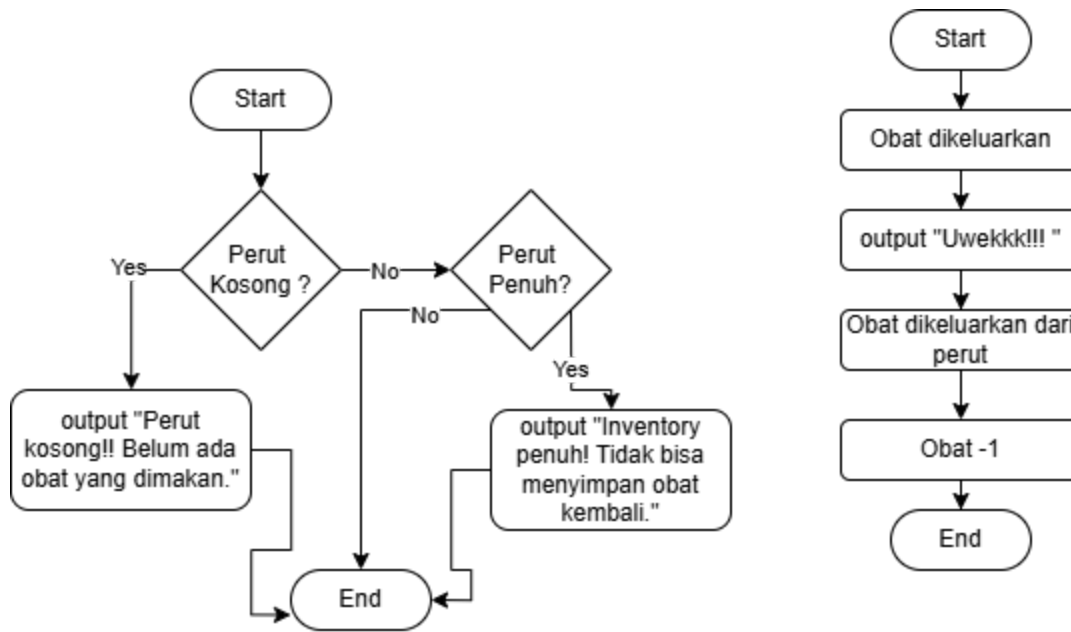 Start
Perut
Kosong ?
Yes
No
Perut
Penuh?
No
Yes
output "Perut
kosong!! Belum ada
obat yang dimakan."
output "Inventory
penuh! Tidak bisa
menyimpan obat
kembali."
End
Start
Obat dikeluarkan
output "Uwekkk!!! "
Obat dikeluarkan dari
perut
Obat -1
End